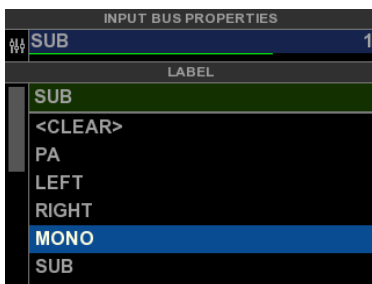 INPUT BUS PROPERTIES
SUB 1
LABEL
SUB
<CLEAR>
PA
LEFT
RIGHT
MONO
SUB